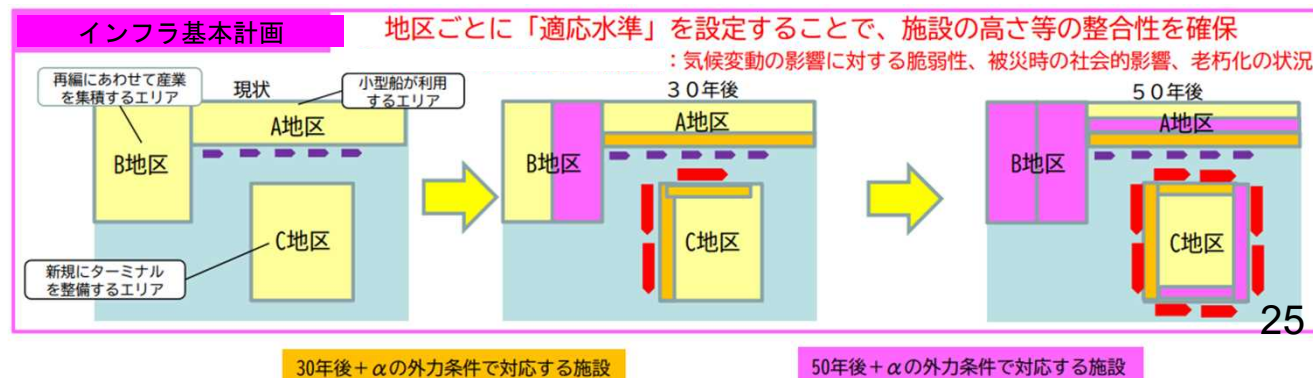 インフラ基本計画
地区ごとに「適応水準」を設定することで、施設の高さ等の整合性を確保
：気候変動の影響に対する脆弱性、被災時の社会的影響、老朽化の状況
再編にあわせて産業
を集積するエリア
現状
小型船が利用
するエリア
A地区
B地区
C地区
新規にターミナル
を整備するエリア
３０年後
A地区
B地区
C地区
５０年後
A地区
B地区
C地区
25
30年後＋αの外力条件で対応する施設
50年後＋αの外力条件で対応する施設